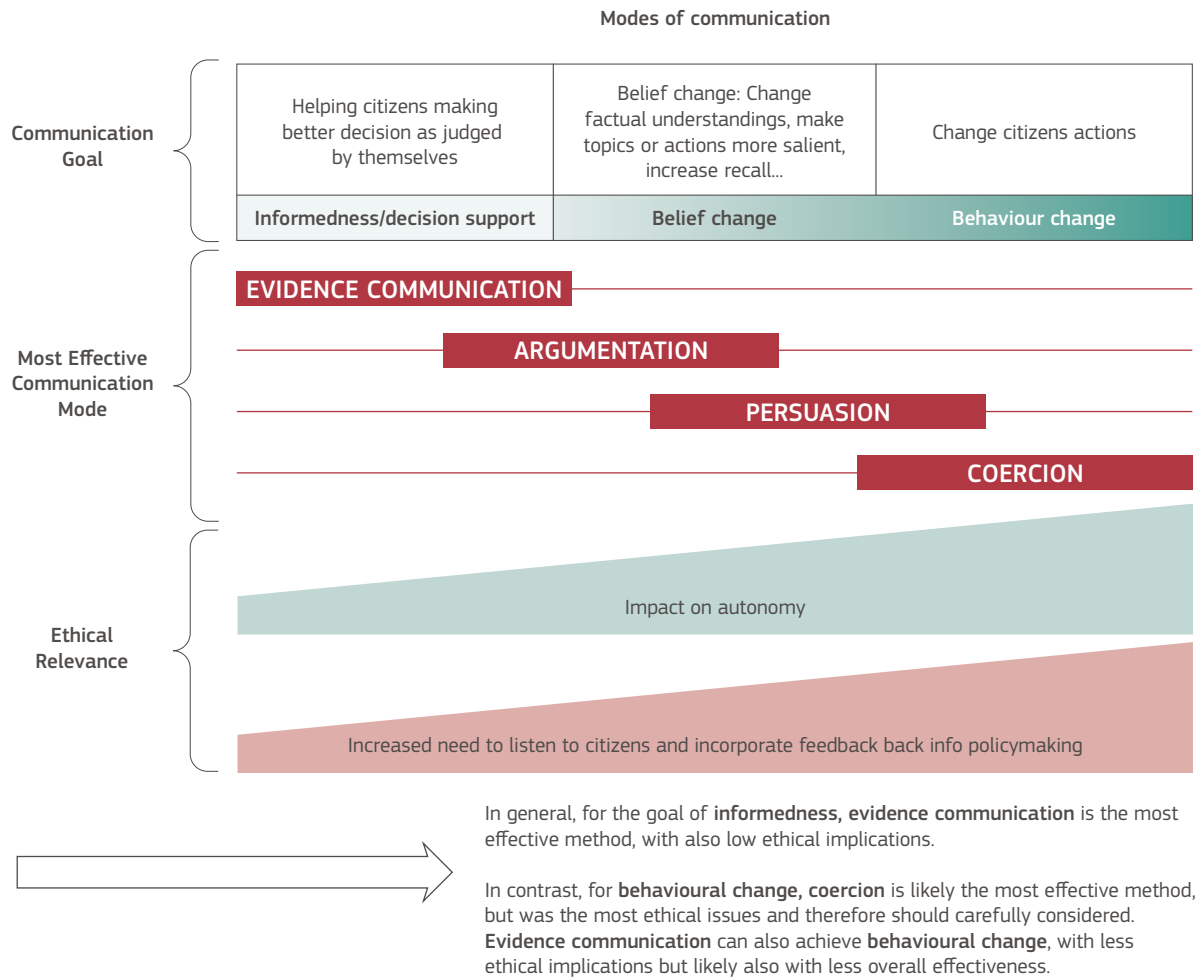 Modes of communication
Communication
Goal
Helping citizens making
better decision as judged
by themselves
Belief change: Change
factual understandings, make
topics or actions more salient,
increase recall...
Change citizens actions
Informedness/decision support
Belief change
Behaviour change
Most Effective
Communication
Mode
EVIDENCE COMMUNICATION
ARGUMENTATION
PERSUASION
COERCION
Ethical
Relevance
Impact on autonomy
Increased need to listen to citizens and incorporate feedback back info policymaking
In general, for the goal of informedness, evidence communication is the most
effective method, with also low ethical implications.
In contrast, for behavioural change, coercion is likely the most effective method,
but was the most ethical issues and therefore should carefully considered.
Evidence communication can also achieve behavioural change, with less
ethical implications but likely also with less overall effectiveness.